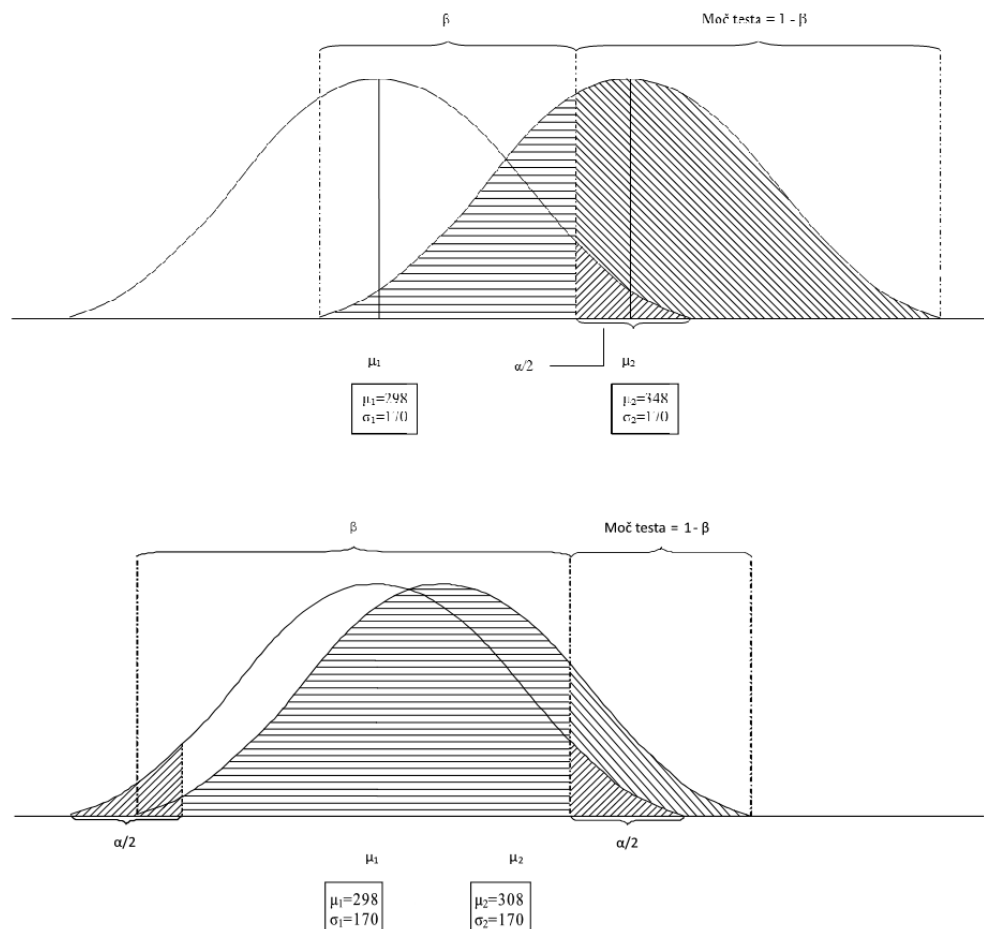 β Moč testa = 1 - β
μ₁ α/2 μ₂
μ₁=298 μ₂=348
σ₁=170 σ₂=170
β Moč testa = 1 - β
α/2 α/2
μ₁ μ₂
μ₁=298 μ₂=308
σ₁=170 σ₂=170